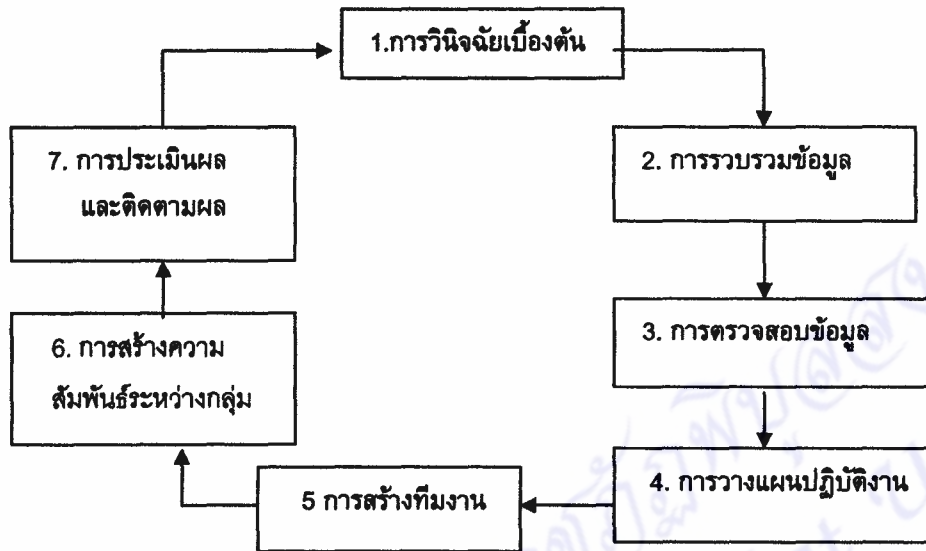 1.การวินิจฉัยเบื้องต้น
2. การรวบรวมข้อมูล
3. การตรวจสอบข้อมูล
4. การวางแผนปฏิบัติงาน
5 การสร้างทีมงาน
6. การสร้างความ
สัมพันธ์ระหว่างกลุ่ม
7. การประเมินผล
และติดตามผล